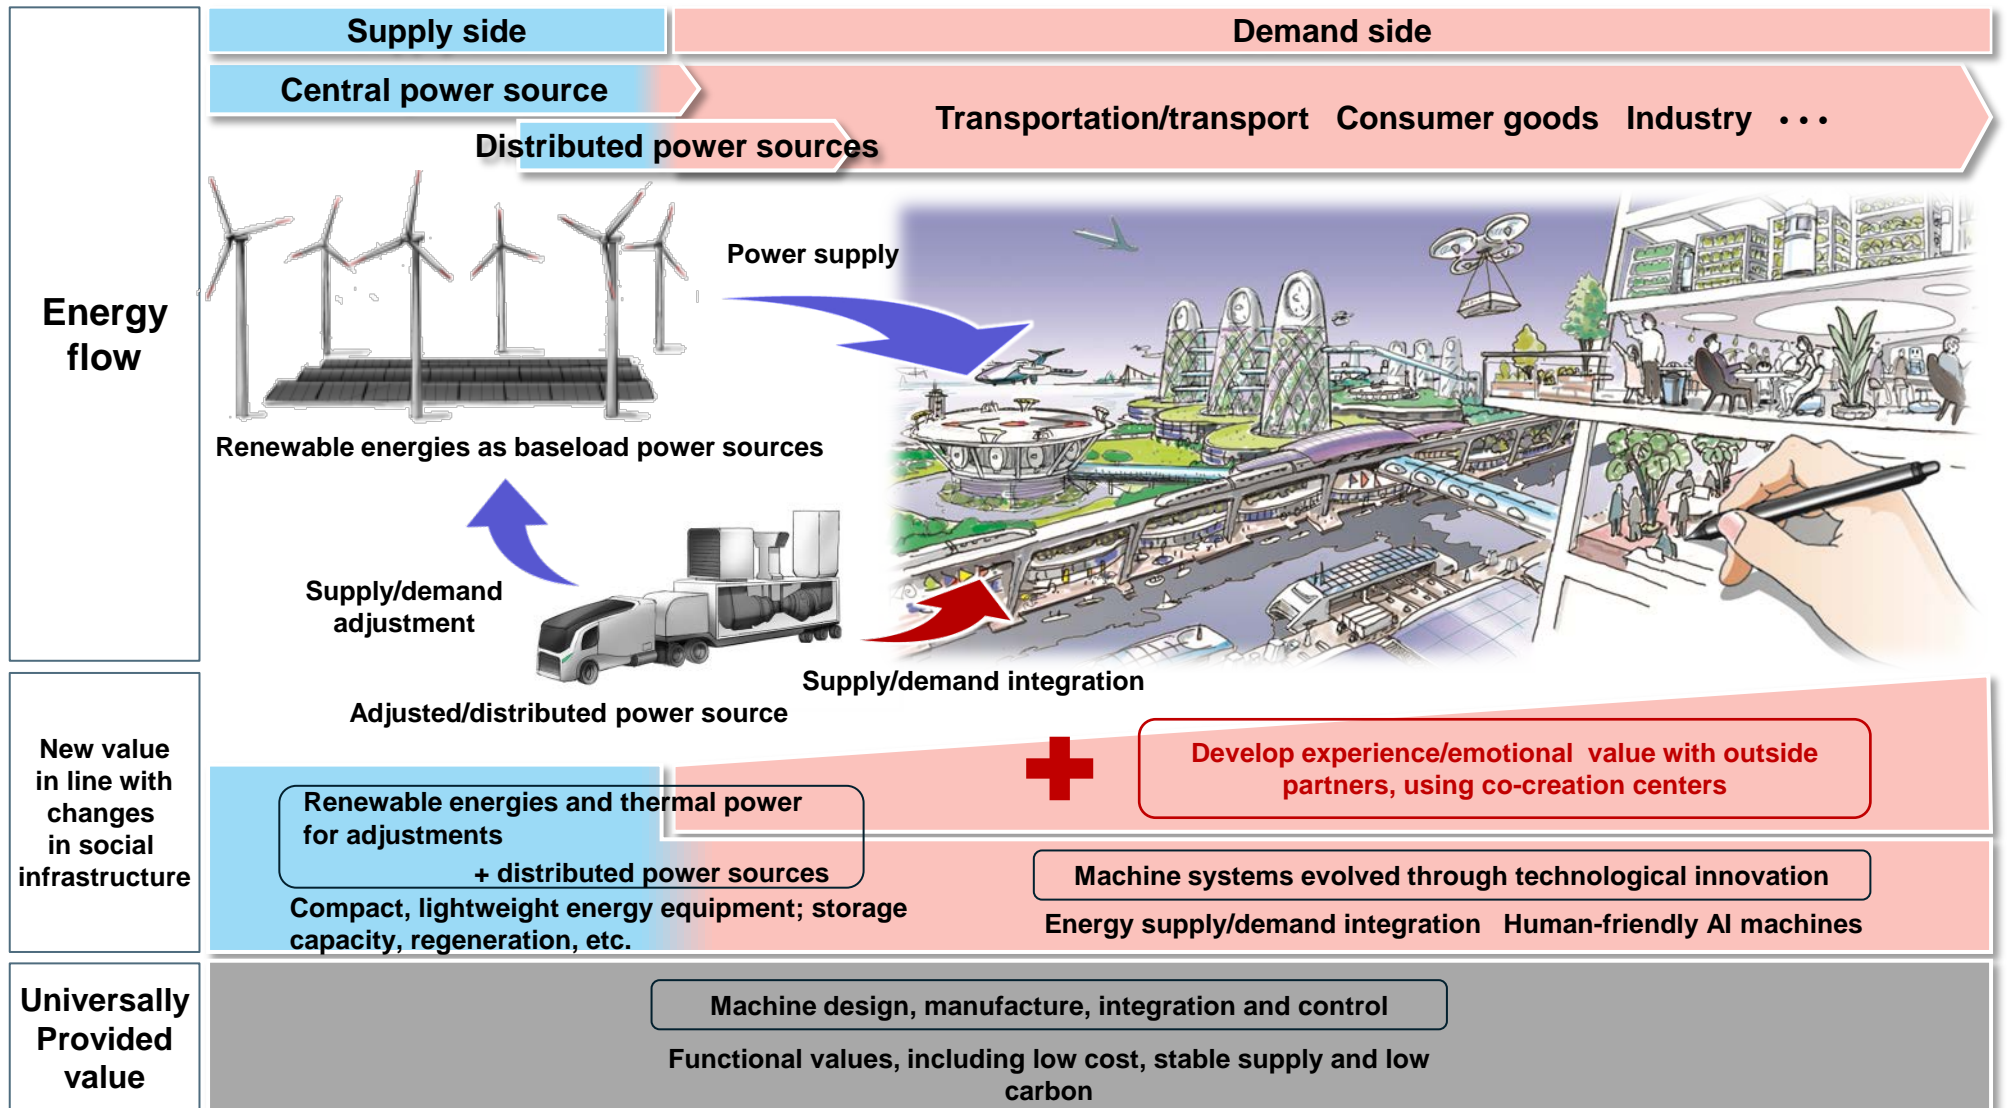 Supply side
Demand side
Central power source
Distributed power sources
Transportation/transport   Consumer goods   Industry   ・・・
Energy
flow
Power supply
Renewable energies as baseload power sources
Supply/demand
adjustment
Adjusted/distributed power source
Supply/demand integration
New value
in line with
changes
in social
infrastructure
Develop experience/emotional  value with outside
partners, using co-creation centers
Renewable energies and thermal power
for adjustments
+ distributed power sources
Compact, lightweight energy equipment; storage
capacity, regeneration, etc.
Machine systems evolved through technological innovation
Energy supply/demand integration   Human-friendly AI machines
Universally
Provided
value
Machine design, manufacture, integration and control
Functional values, including low cost, stable supply and low
carbon